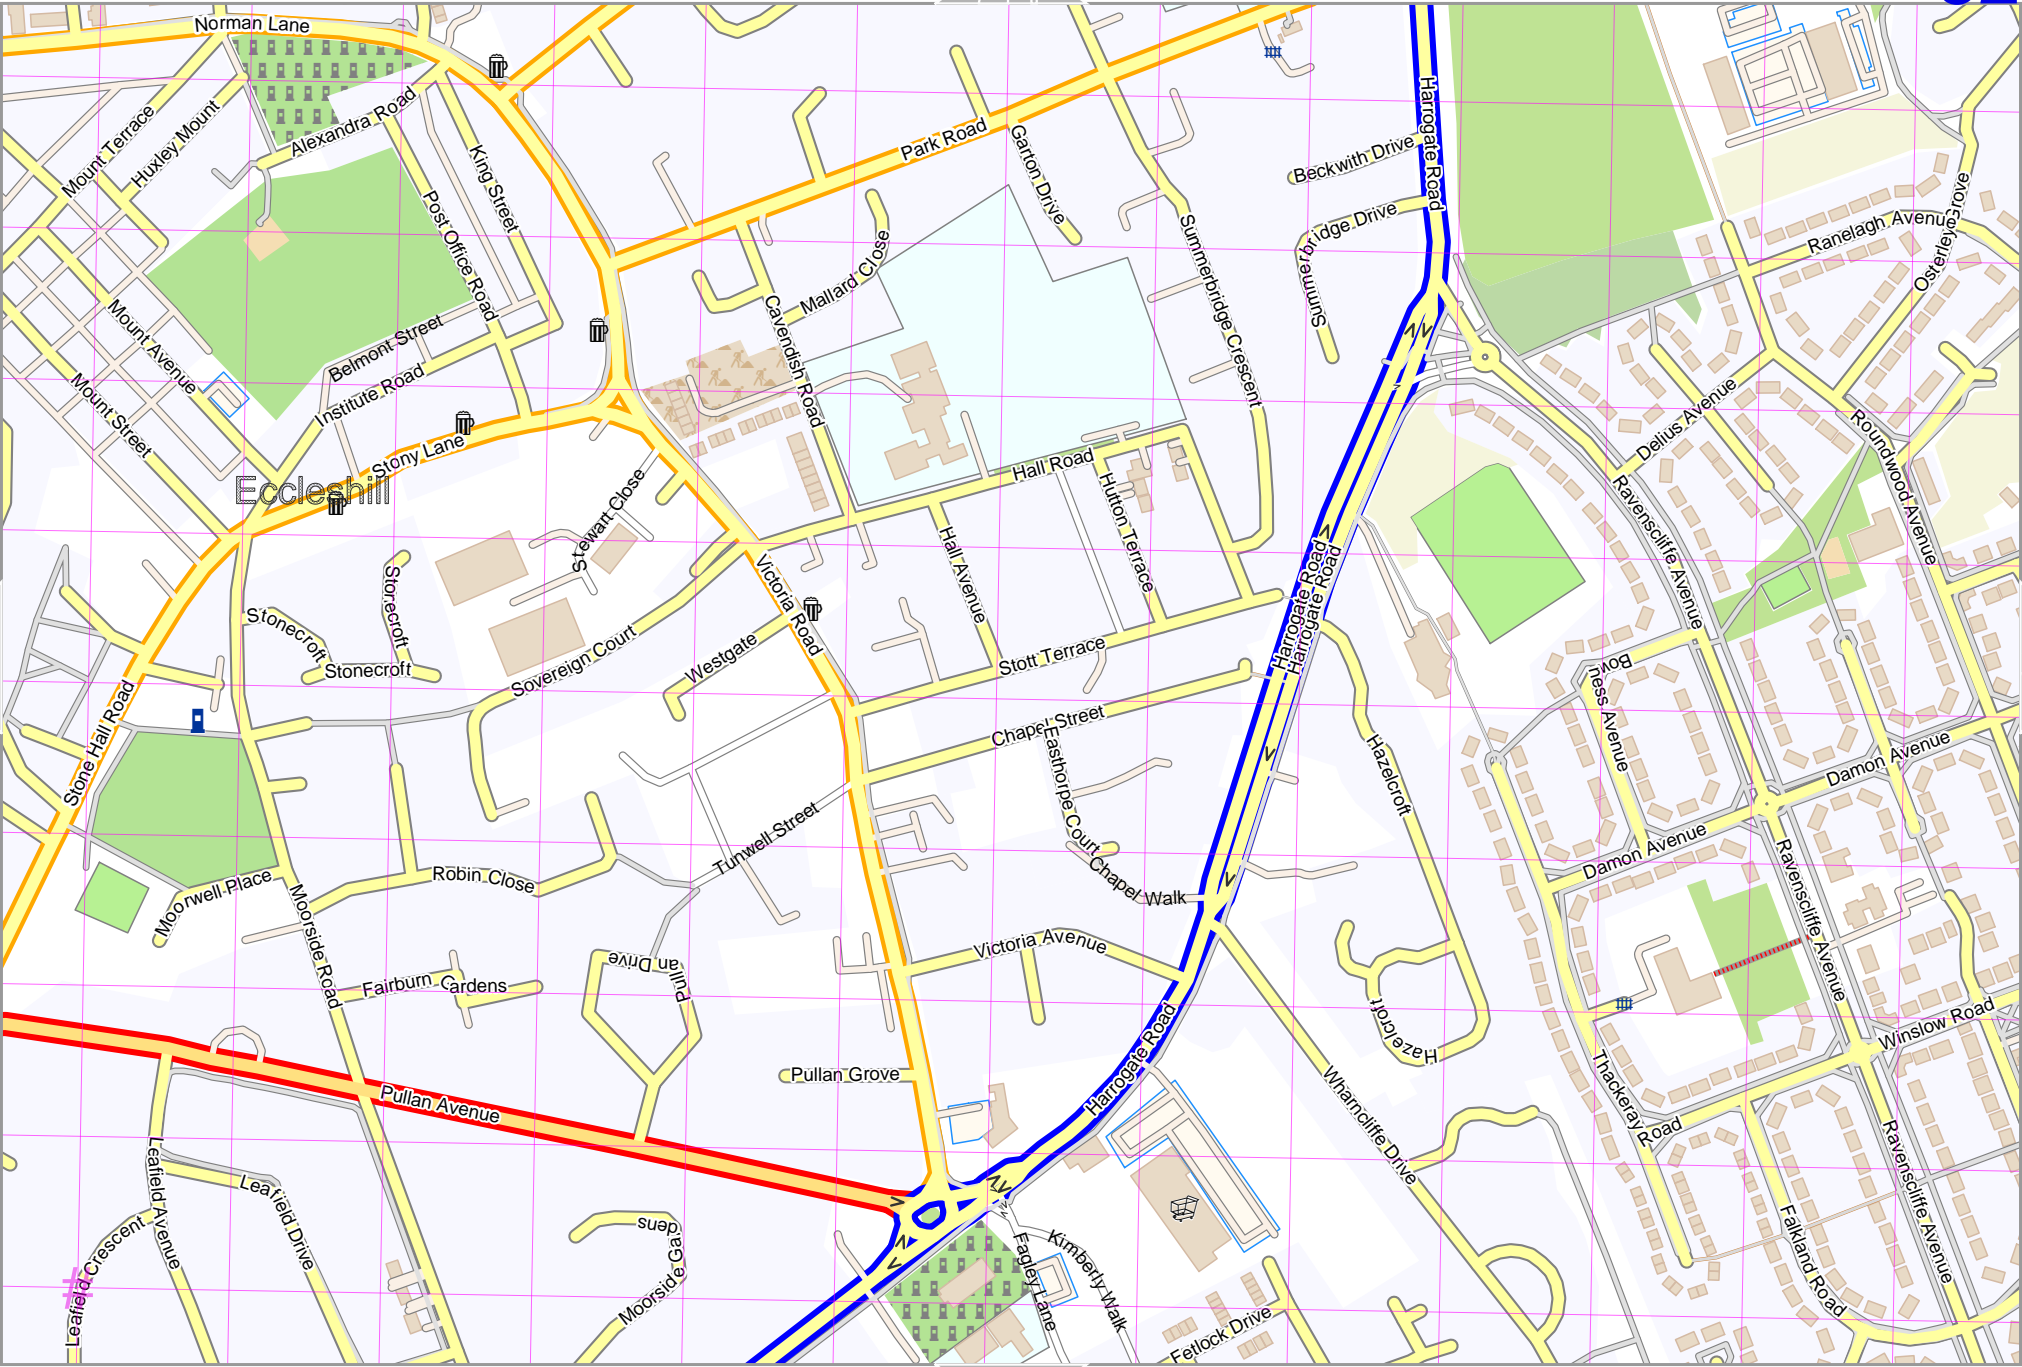 Norman Lane
Mount Terrace
Huxley Mount
Alexandra Road
King Street
Post Office Road
Park Road
Garton Drive
Harrogate Road
Beckwith Drive
Summerbridge Drive
Summerbridge Crescent
Ranelagh Avenue
Osterley Grove
Mallard Close
Cavendish Road
Mount Avenue
Belmont Street
Institute Road
Mount Street
Stony Lane
Eccleshill
Hall Road
Delius Avenue
Roundwood Avenue
Stewart Close
Hutton Terrace
Ravenscliffe Avenue
Hall Avenue
Victoria Road
Harrogate Road
Harrogate Road
Stonecroft
Stonecroft
Stonecroft
Sovereign Court
Westgate
Stott Terrace
Bowness Avenue
Stone Hall Road
Chapel Street
Easthorpe Court
Hazelcroft
Damon Avenue
Damon Avenue
Tunwell Street
Robin Close
Chapel Walk
Moorwell Place
Moorside Road
Ravenscliffe Avenue
Victoria Avenue
Fairburn Gardens
Pullan Drive
Hazelcroft
Harrogate Road
Winslow Road
Pullan Grove
Pullan Avenue
Wharncliffe Drive
Thackeray Road
Leafield Avenue
Leafield Drive
Leafield Crescent
Moorside Gardens
Fagley Lane
Kimberly Walk
Fetlock Drive
Falkland Road
Ravenscliffe Avenue